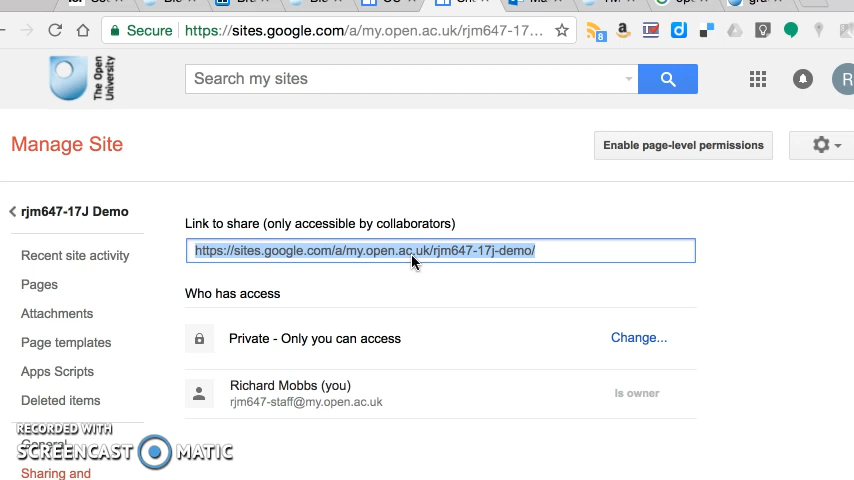 Secure
https://sites.google.com/a/my.open.ac.uk/rjm647-17...
8
The Open
University
Search my sites
R
Manage Site
Enable page-level permissions
rjm647-17J Demo
Link to share (only accessible by collaborators)
https://sites.google.com/a/my.open.ac.uk/rjm647-17j-demo/
Recent site activity
Pages
Who has access
Attachments
Private - Only you can access
Change...
Page templates
Apps Scripts
Richard Mobbs (you)
Is owner
rjm647-staff@my.open.ac.uk
Deleted items
RECORDED WITH
General
SCREENCAST MATIC
Sharing and